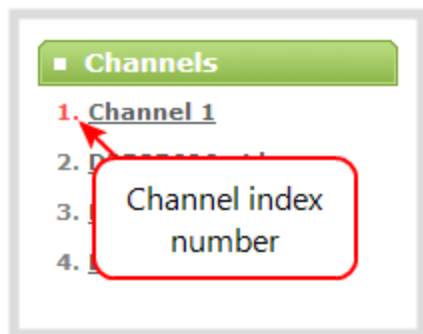 Channels
1. Channel 1
2.
3.
4.
Channel index
number